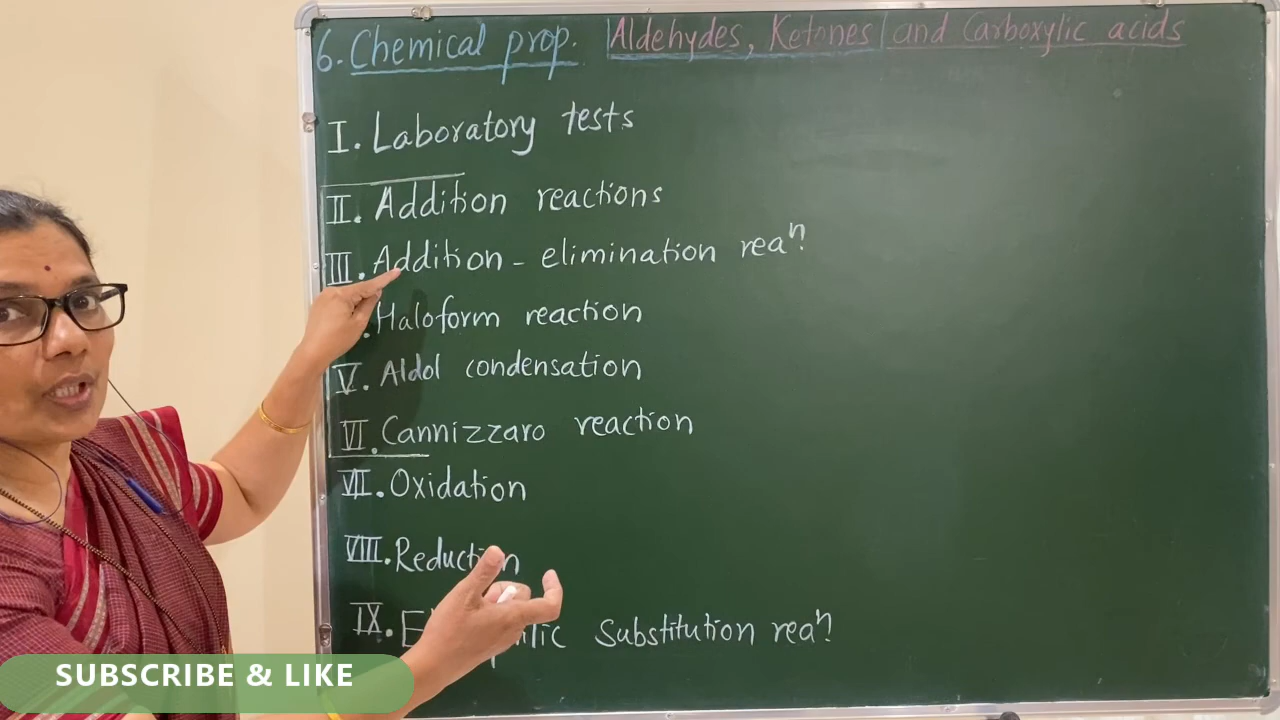 6. Chemical prop. Aldehydes, Ketones and Carboxylic acids
I. Laboratory tests
II. Addition reactions
III. Addition - elimination reaⁿ.
Haloform reaction
V. Aldol condensation
VI. Cannizzaro reaction
VII. Oxidation
VIII. Reduction
IX. Substitution reaⁿ.
SUBSCRIBE & LIKE